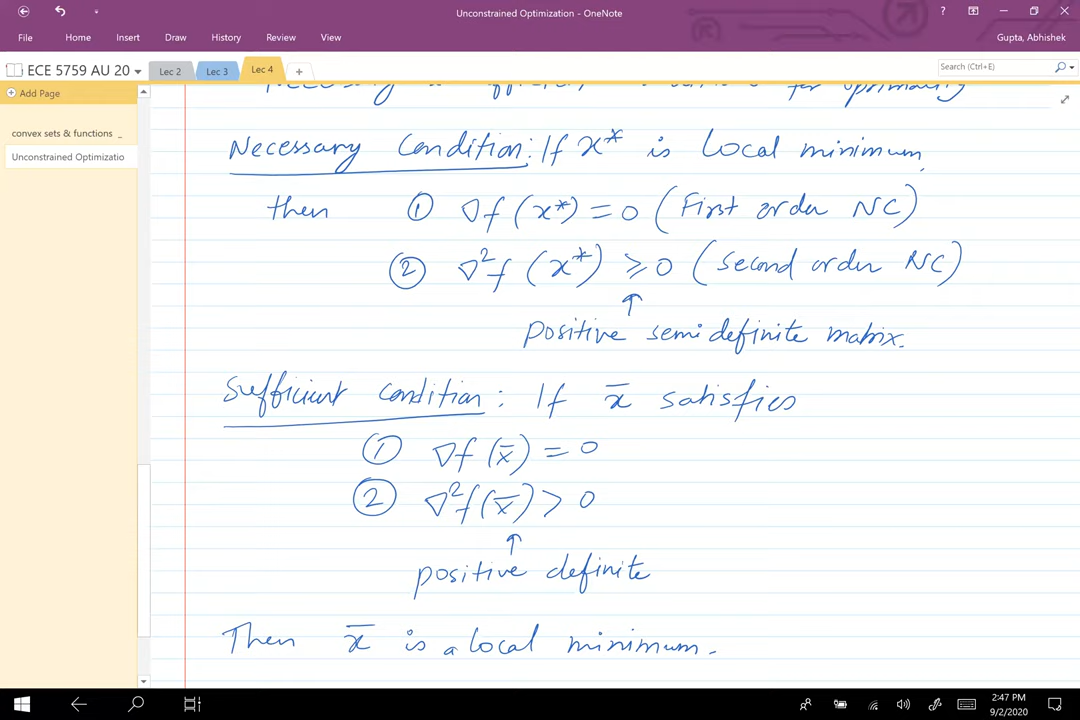 Unconstrained Optimization - OneNote
File Home Insert Draw History Review View
Gupta, Abhishek
ECE 5759 AU 20
Lec 2
Lec 3
Lec 4
Search (Ctrl+E)
Add Page
convex sets & functions _
Unconstrained Optimizatio
for optimality
Necessary Condition: If x* is local minimum,
then ① ∇f(x*) = 0 (First order NC)
② ∇²f(x*) ≥ 0 (Second order NC)
↑
positive semidefinite matrix.
Sufficient condition: If x̄ satisfies
① ∇f(x̄) = 0
② ∇²f(x̄) > 0
↑
positive definite
Then x̄ is a local minimum.
2:47 PM
9/2/2020